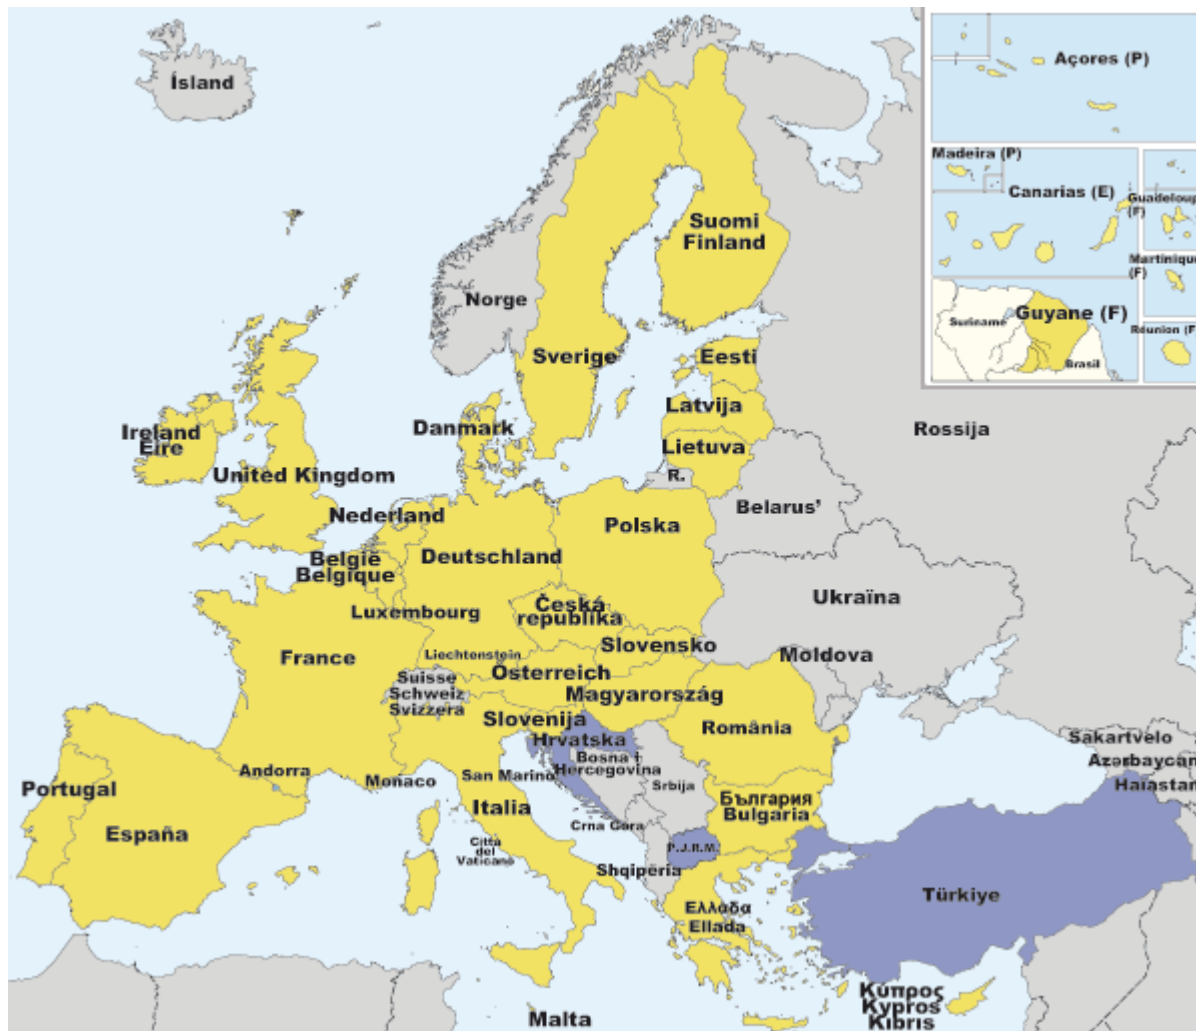 Ísland
Açores (P)
Madeira (P)
Canarias (E)
Guadeloup
(F)
Martinique
(F)
Guyane (F)
Suriname
Brasil
Réunion (F
Suomi
Finland
Norge
Sverige
Eesti
Latvija
Lietuva
R.
Rossija
Danmark
Ireland
Eire
United Kingdom
Nederland
Belarus'
Polska
België
Belgique
Deutschland
Luxembourg
Česká
republika
Ukraïna
France
Liechtenstein
Slovensko
Moldova
Suisse
Schweiz
Svizzera
Österreich
Magyarország
Slovenija
România
Hrvatska
Bosna i
Hercegovina
Srbija
Sakartvelo
Azərbaycan
Haiastan
Portugal
España
Andorra
Monaco
San Marino
Italia
България
Bulgaria
Crna Gora
P.J.R.M.
Città
del
Vaticano
Shqipëria
Türkiye
Ελλάδα
Ellada
Malta
Κύπρος
Kypros
Kıbrıs